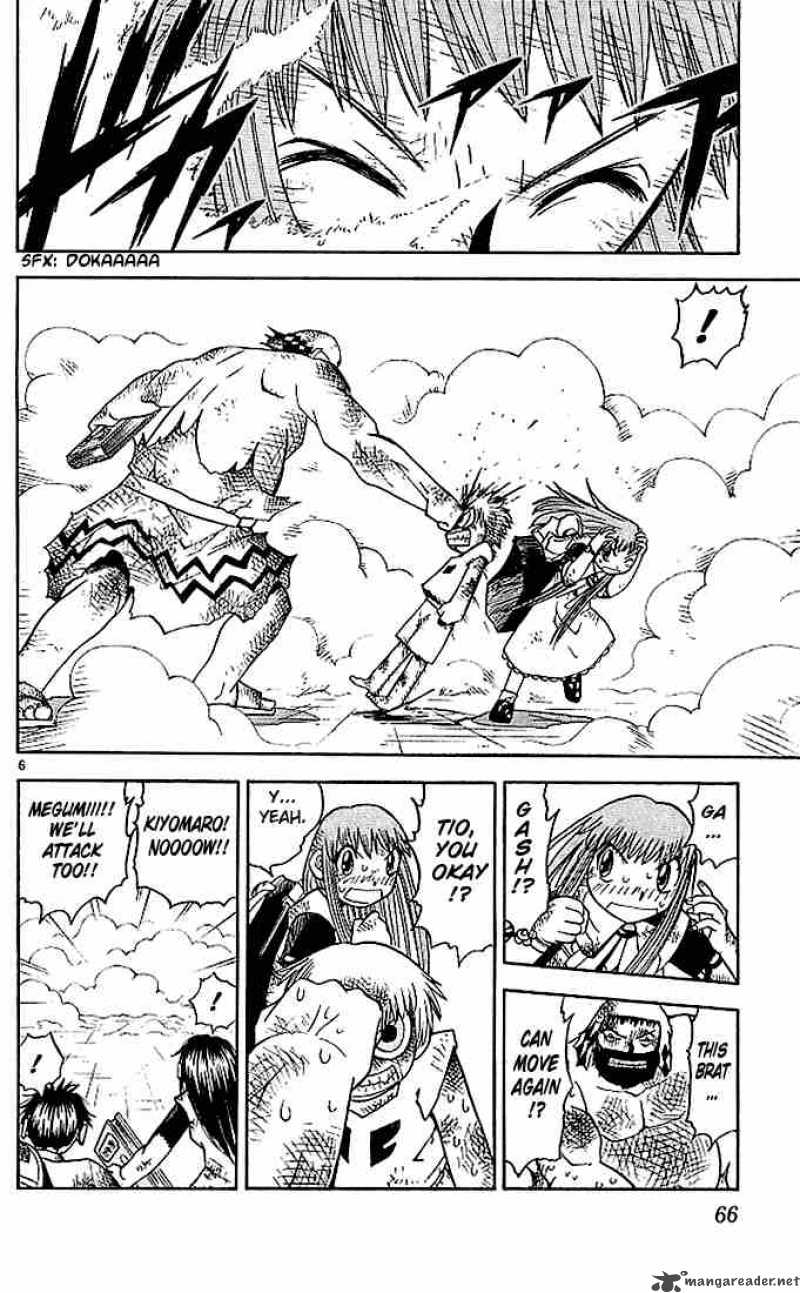 SFX: DOKAAAAA
!
6
GA
...
GASH!?
THIS
BRAT
...
CAN
MOVE
AGAIN
!?
TIO,
YOU
OKAY
!?
Y...
YEAH.
KIYOMARO!
NOOOOW!!
MEGUMIII!!
WE'LL
ATTACK
TOO!!
!
!
66
mangareader.net